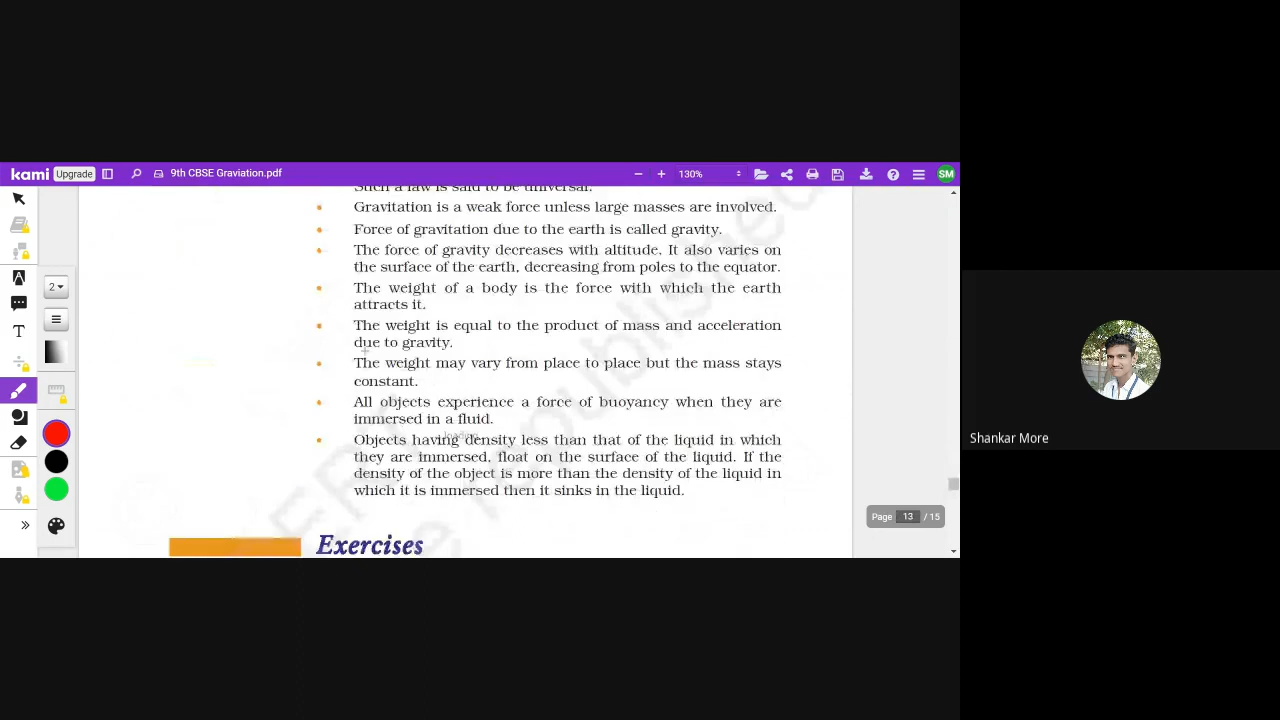 kami Upgrade 9th CBSE Graviation.pdf 130% SM
Such a law is said to be universal.
Gravitation is a weak force unless large masses are involved.
Force of gravitation due to the earth is called gravity.
The force of gravity decreases with altitude. It also varies on
the surface of the earth, decreasing from poles to the equator.
The weight of a body is the force with which the earth
attracts it.
The weight is equal to the product of mass and acceleration
due to gravity.
The weight may vary from place to place but the mass stays
constant.
All objects experience a force of buoyancy when they are
immersed in a fluid.
Objects having density less than that of the liquid in which
they are immersed, float on the surface of the liquid. If the
density of the object is more than the density of the liquid in
which it is immersed then it sinks in the liquid.
Exercises
2
T
Page 13 / 15
Shankar More